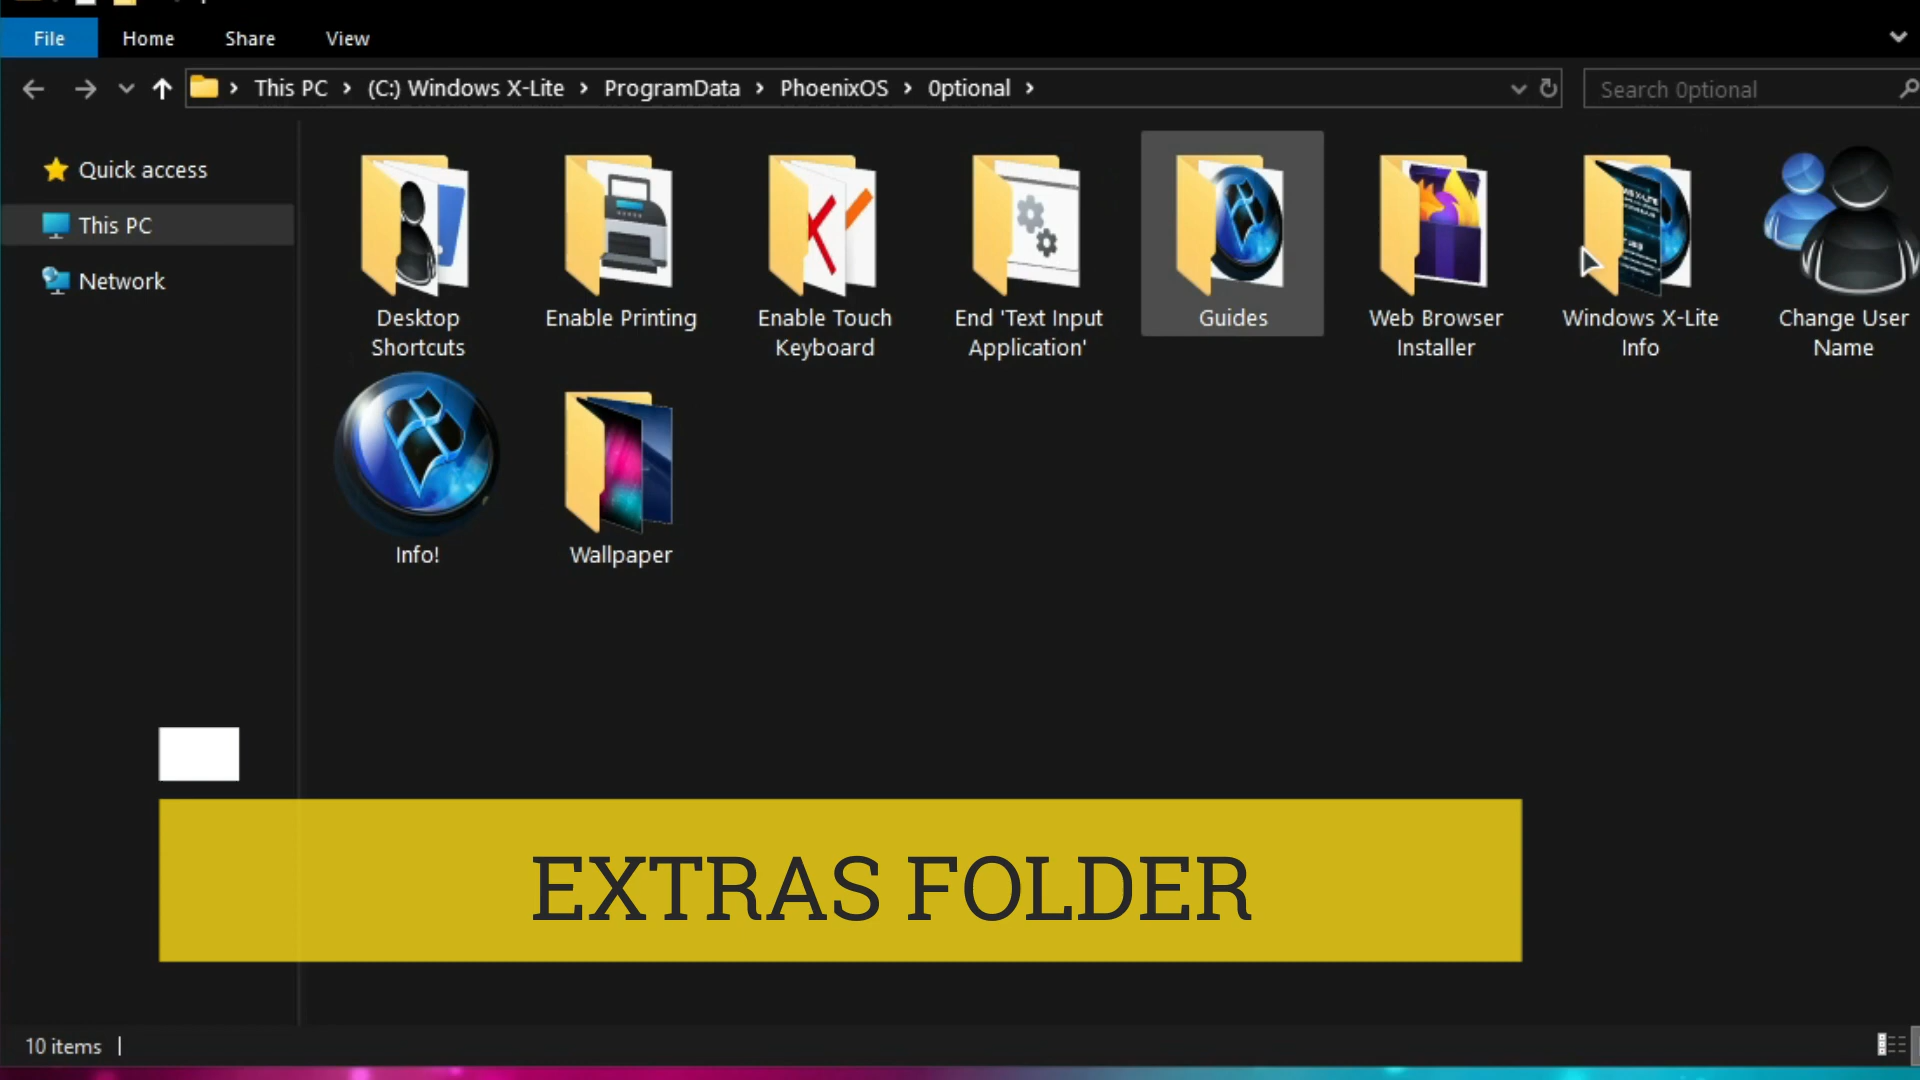 File Home Share View
This PC (C:) Windows X-Lite ProgramData PhoenixOS 0ptional
Search 0ptional
Quick access
This PC
Network
Desktop Shortcuts
Enable Printing
Enable Touch Keyboard
End 'Text Input Application'
Guides
Web Browser Installer
Windows X-Lite Info
Change User Name
Info!
Wallpaper
EXTRAS FOLDER
10 items